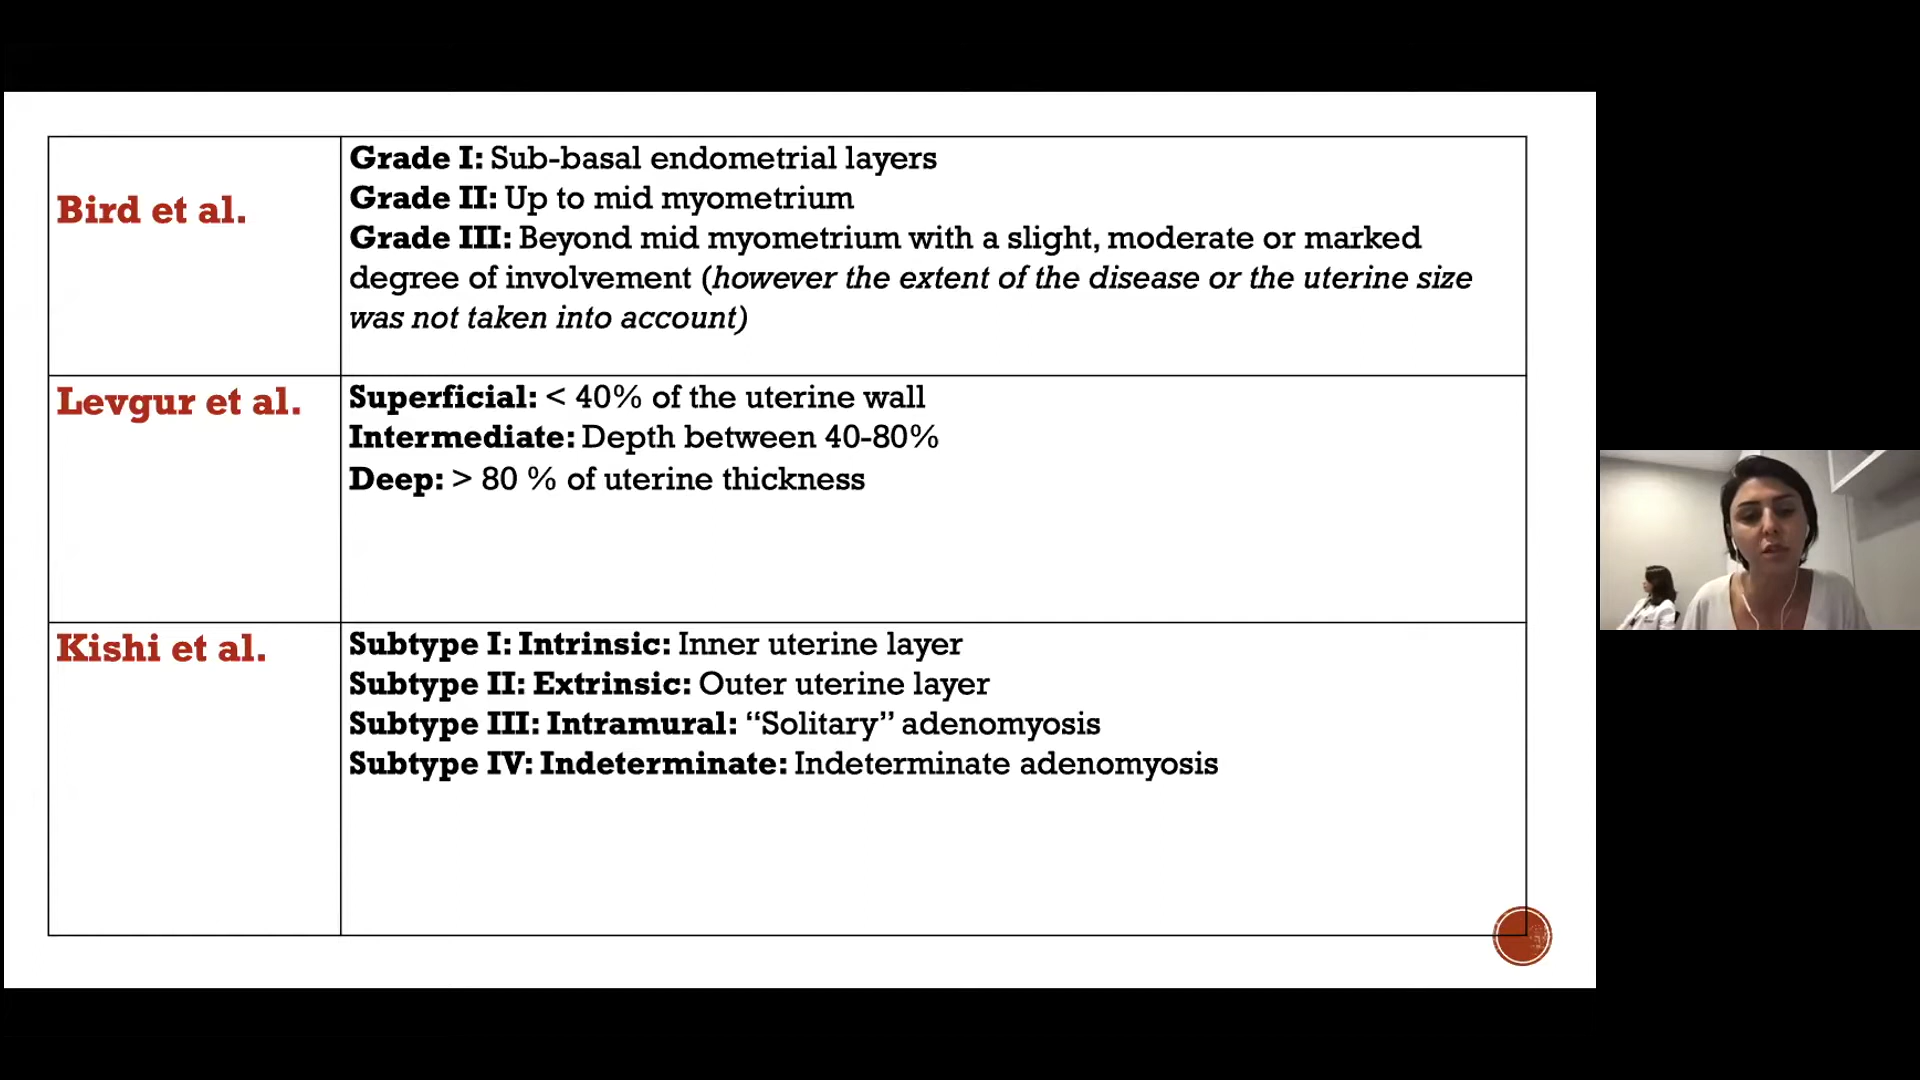 Bird et al.
Grade I: Sub-basal endometrial layers
Grade II: Up to mid myometrium
Grade III: Beyond mid myometrium with a slight, moderate or marked
degree of involvement (however the extent of the disease or the uterine size
was not taken into account)
Levgur et al.
Superficial: < 40% of the uterine wall
Intermediate: Depth between 40-80%
Deep: > 80 % of uterine thickness
Kishi et al.
Subtype I: Intrinsic: Inner uterine layer
Subtype II: Extrinsic: Outer uterine layer
Subtype III: Intramural: “Solitary” adenomyosis
Subtype IV: Indeterminate: Indeterminate adenomyosis